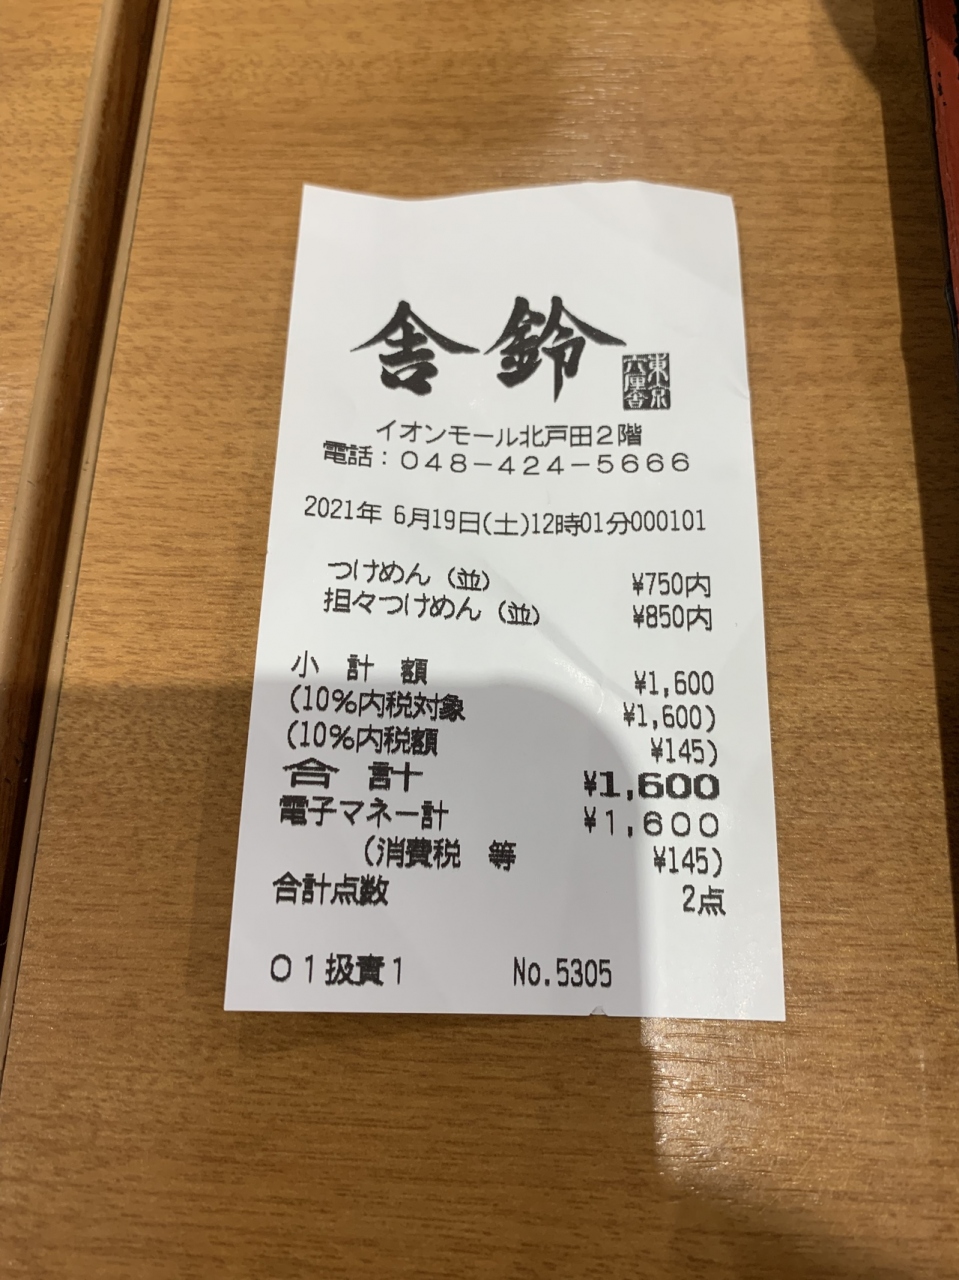 舎鈴
東京
六厘舎
イオンモール北戸田2階
電話:048-424-5666
2021年 6月19日(土)12時01分000101
つけめん(並) ¥750内
担々つけめん(並) ¥850内
小 計 額 ¥1,600
(10%内税対象 ¥1,600)
(10%内税額 ¥145)
合 計 ¥1,600
電子マネー計 ¥1,600
(消費税 等 ¥145)
合計点数 2点
01扱責1 No.5305